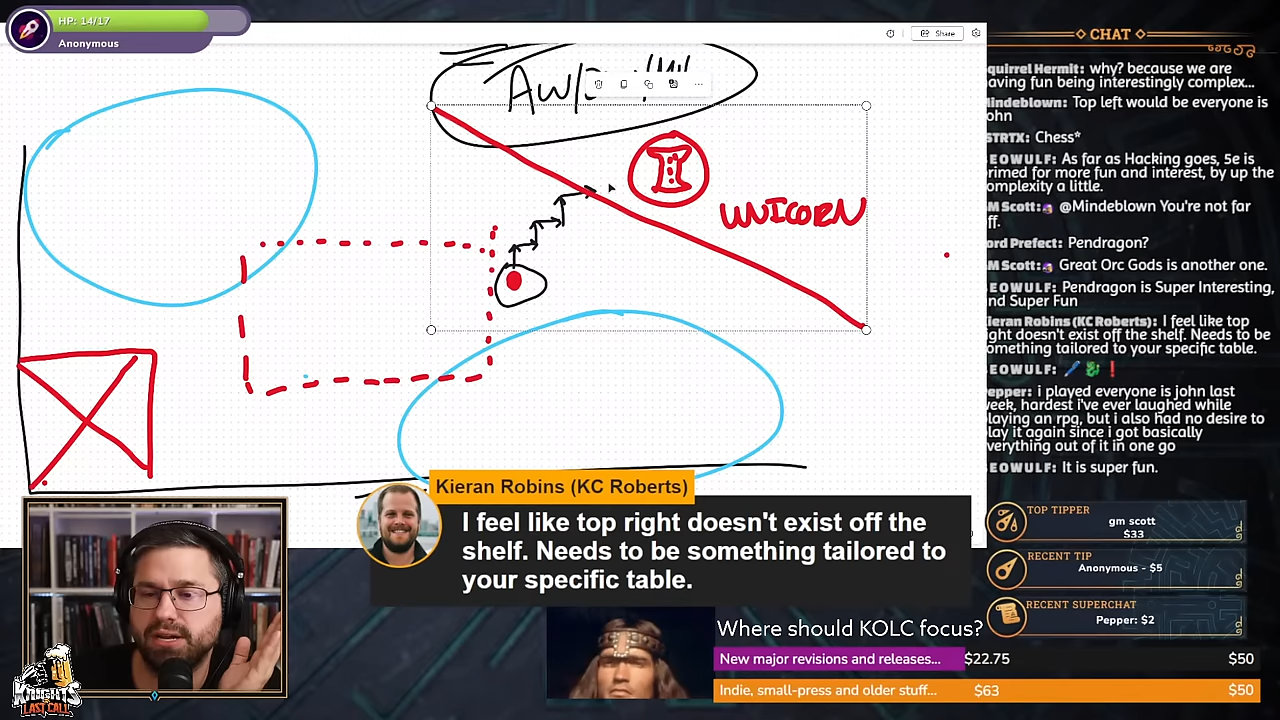 HP: 14/17
Anonymous
Share
UNICORN
CHAT
quirrel Hermit: why? because we are
aving fun being interestingly complex...
Mindeblown: Top left would be everyone is
ohn
STRTX: Chess*
EOWULF: As far as Hacking goes, 5e is
rimed for more fun and interest, by up the
omplexity a little.
M Scott: @Mindeblown You're not far
ff.
ord Prefect: Pendragon?
M Scott: Great Orc Gods is another one.
EOWULF: Pendragon is Super Interesting,
nd Super Fun
Kieran Robins (KC Roberts): I feel like top
ight doesn't exist off the shelf. Needs to be
omething tailored to your specific table.
EOWULF:
epper: i played everyone is john last
eek, hardest i've ever laughed while
laying an rpg, but i also had no desire to
lay it again since i got basically
verything out of it in one go
EOWULF: It is super fun.
Kieran Robins (KC Roberts)
I feel like top right doesn't exist off the
shelf. Needs to be something tailored to
your specific table.
TOP TIPPER
gm scott
$33
RECENT TIP
Anonymous - $5
RECENT SUPERCHAT
Pepper: $2
Where should KOLC focus?
New major revisions and releases... $22.75 $50
Indie, small-press and older stuff... $63 $50
KNIGHTS
LAST CALL